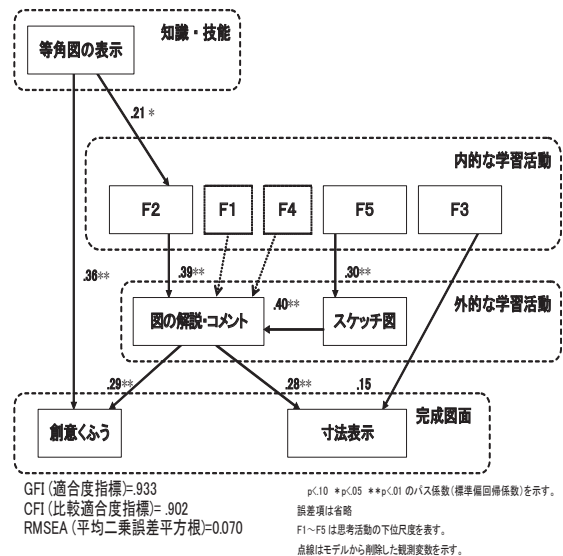 知識・技能
等角図の表示
.21 *
内的な学習活動
F2 F1 F4 F5 F3
.36** .39** .30**
外的な学習活動
図の解説・コメント .40** スケッチ図
.29** .28** .15
完成図面
創意くふう 寸法表示
GFI (適合度指標)=.933
CFI (比較適合度指標)= .902
RMSEA (平均二乗誤差平方根)=0.070
p<.10 *p<.05 **p<.01 のパス係数(標準偏回帰係数)を示す。
誤差項は省略
F1～F5 は思考活動の下位尺度を表す。
点線はモデルから削除した観測変数を示す。